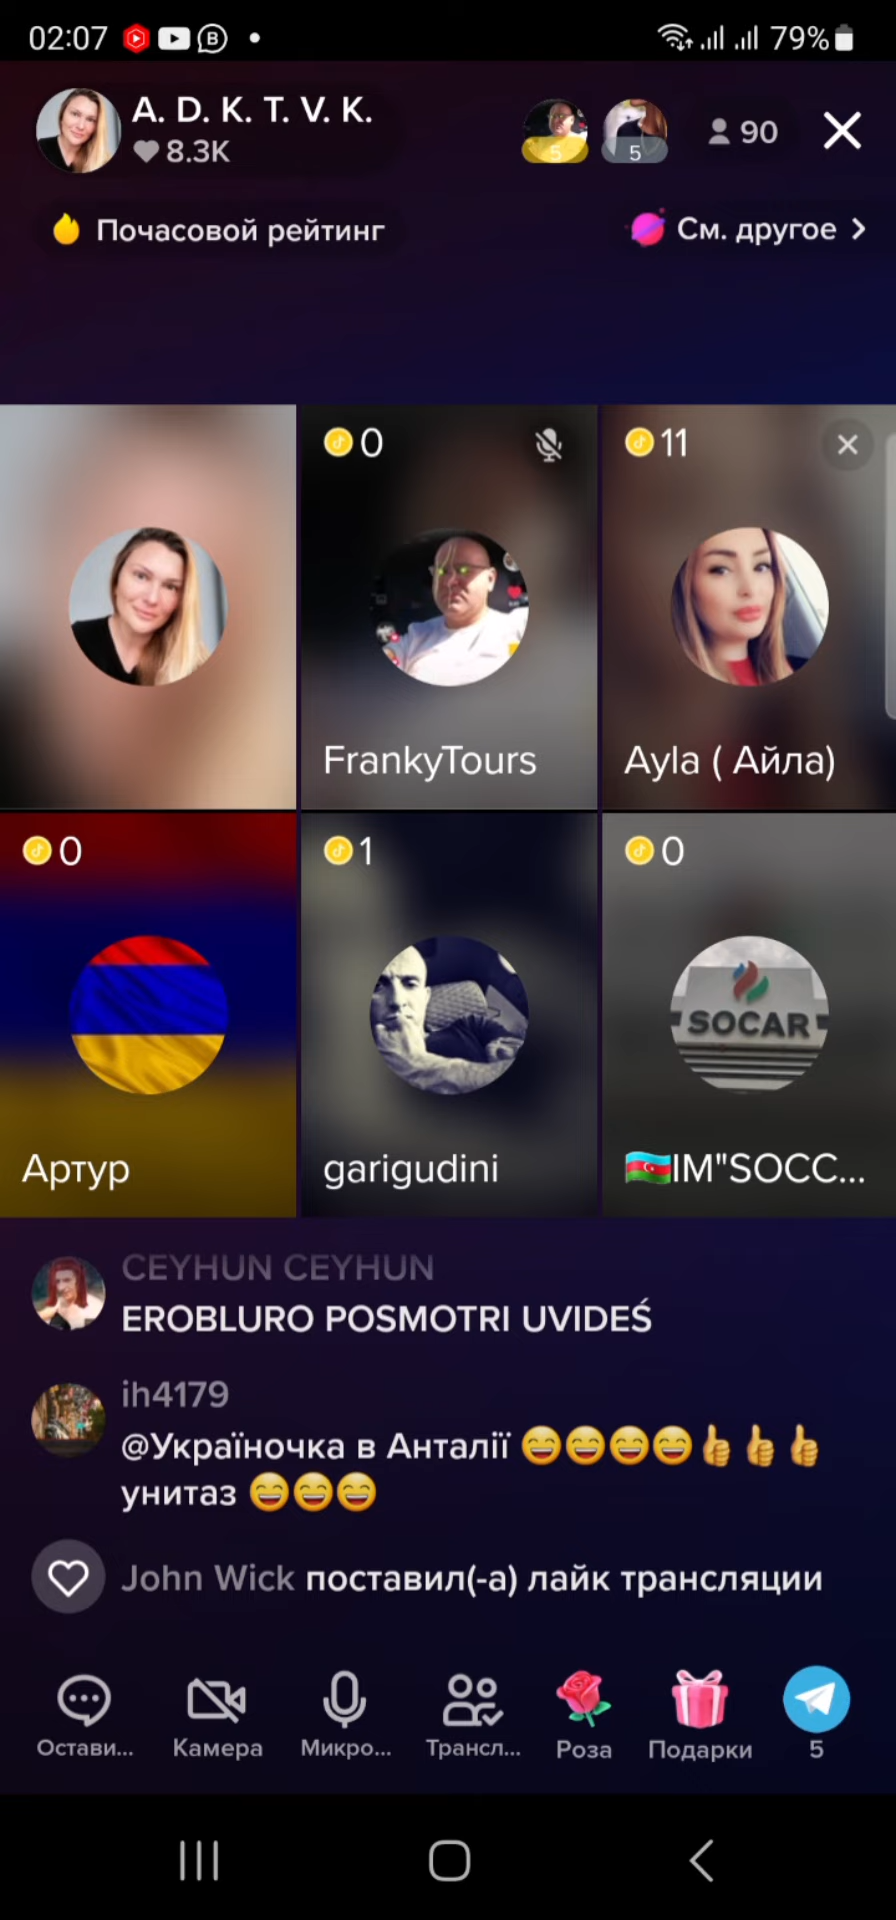 02:07
79%
A. D. K. T. V. K.
8.3K
5
5
90
Почасовой рейтинг
См. другое >
0
11
FrankyTours
Ayla ( Айла)
0
1
0
SOCAR
Артур
garigudini
🇦🇿IM"SOCC...
CEYHUN CEYHUN
EROBLURO POSMOTRI UVIDEŚ
ih4179
@Українoчка в Анталії 😄😄😄😄👍👍👍
унитаз 😄😄😄
John Wick поставил(-а) лайк трансляции
Остави...
Камера
Микро...
Трансл...
Роза
Подарки
5